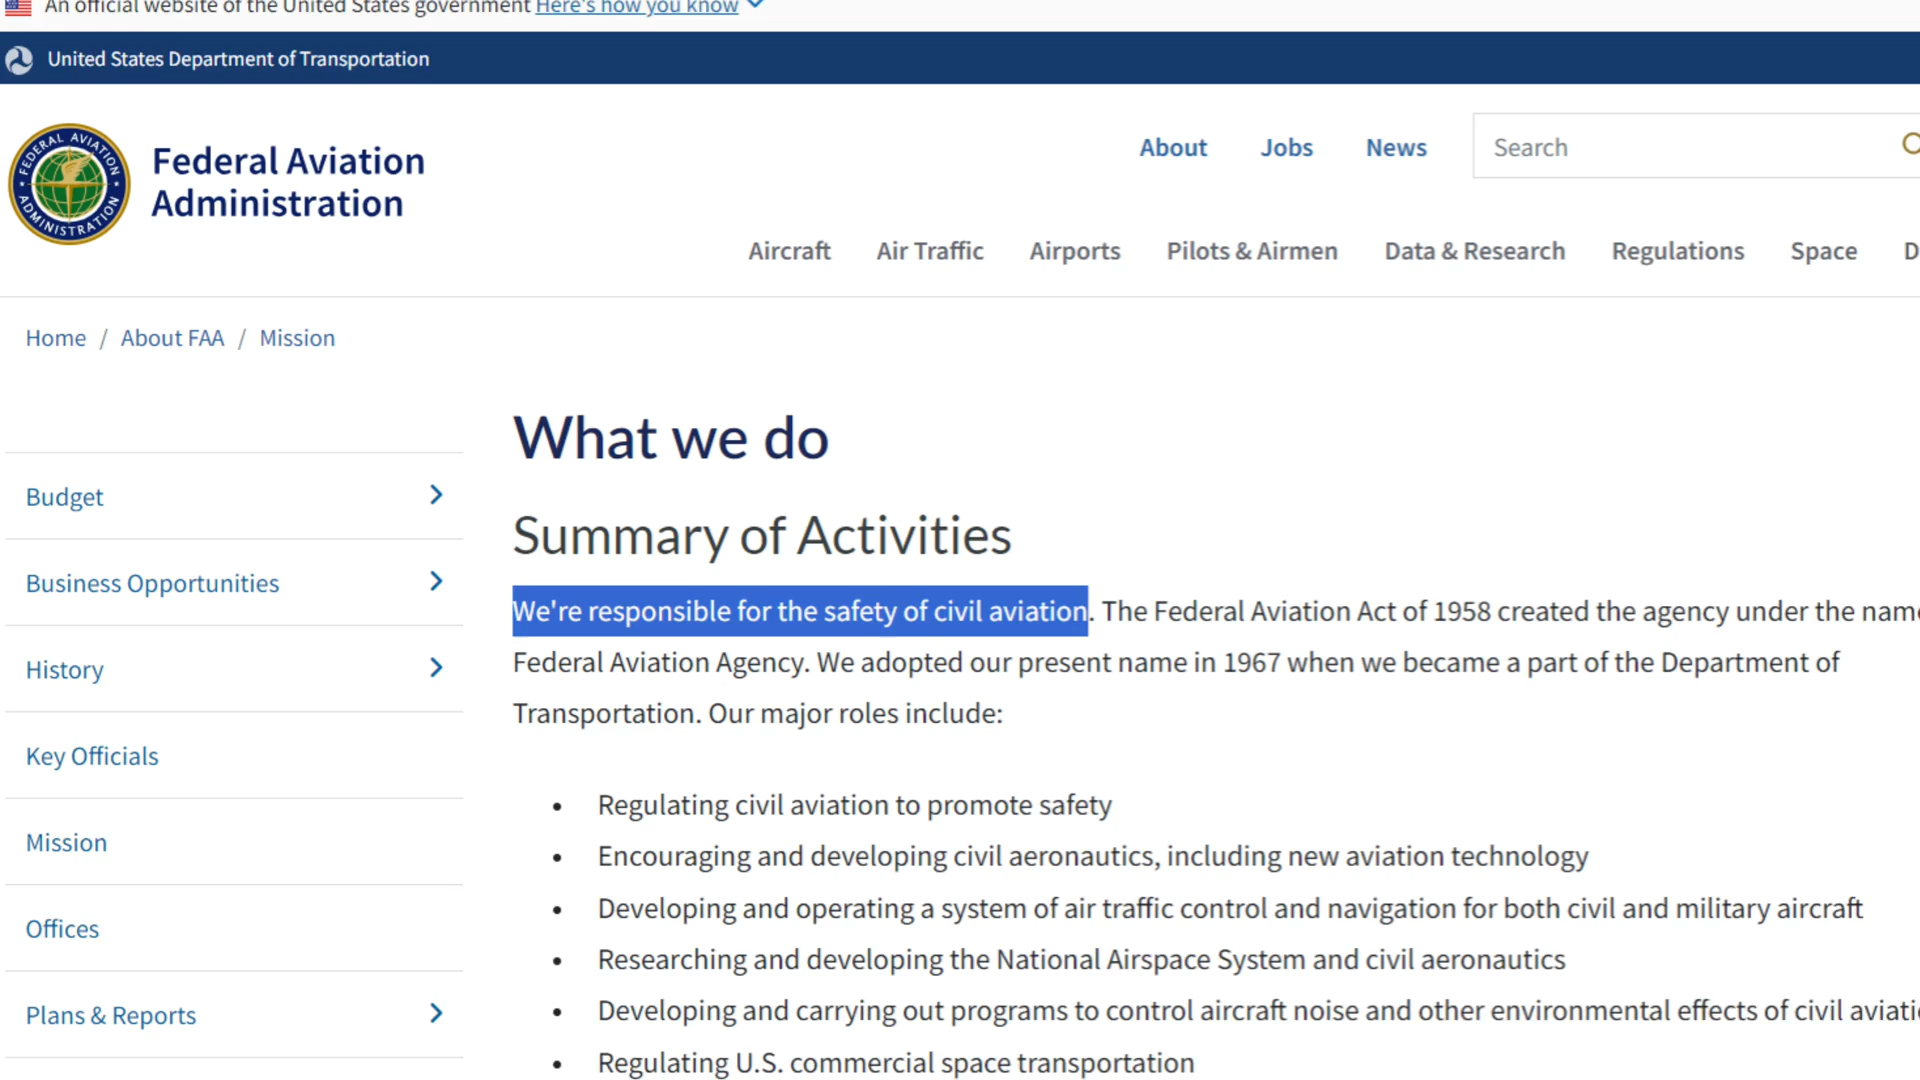 An official website of the United States government Here's how you know
United States Department of Transportation
FEDERAL AVIATION ADMINISTRATION
Federal Aviation
Administration
About Jobs News Search
Aircraft Air Traffic Airports Pilots & Airmen Data & Research Regulations Space
Home / About FAA / Mission
What we do
Summary of Activities
We're responsible for the safety of civil aviation. The Federal Aviation Act of 1958 created the agency under the name
Federal Aviation Agency. We adopted our present name in 1967 when we became a part of the Department of
Transportation. Our major roles include:
• Regulating civil aviation to promote safety
• Encouraging and developing civil aeronautics, including new aviation technology
• Developing and operating a system of air traffic control and navigation for both civil and military aircraft
• Researching and developing the National Airspace System and civil aeronautics
• Developing and carrying out programs to control aircraft noise and other environmental effects of civil
• Regulating U.S. commercial space transportation
Budget
Business Opportunities
History
Key Officials
Mission
Offices
Plans & Reports